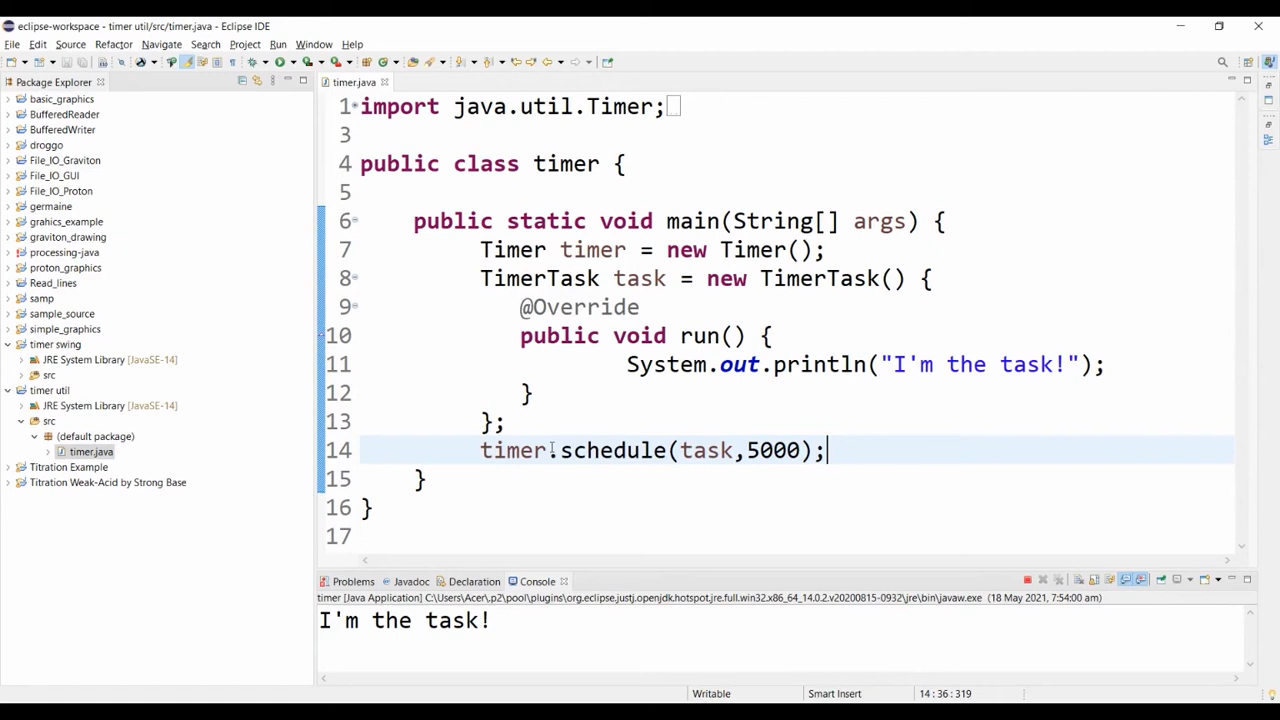 eclipse-workspace - timer util/src/timer.java - Eclipse IDE
File Edit Source Refactor Navigate Search Project Run Window Help
Package Explorer
basic_graphics
BufferedReader
BufferedWriter
droggo
File_IO_Graviton
File_IO_GUI
File_IO_Proton
germaine
grahics_example
graviton_drawing
processing-java
proton_graphics
Read_lines
samp
sample_source
simple_graphics
timer swing
JRE System Library [JavaSE-14]
src
timer util
JRE System Library [JavaSE-14]
src
(default package)
timer.java
Titration Example
Titration Weak-Acid by Strong Base
timer.java
1 import java.util.Timer;
3
4 public class timer {
5
6 public static void main(String[] args) {
7 Timer timer = new Timer();
8 TimerTask task = new TimerTask() {
9 @Override
10 public void run() {
11 System.out.println("I'm the task!");
12 }
13 };
14 timer.schedule(task,5000);
15 }
16 }
17
Problems Javadoc Declaration Console
timer [Java Application] C:\Users\Acer\.p2\pool\plugins\org.eclipse.justj.openjdk.hotspot.jre.full.win32.x86_64_14.0.2.v20200815-0932\jre\bin\javaw.exe (18 May 2021, 7:54:00 am)
I'm the task!
Writable Smart Insert 14 : 36 : 319